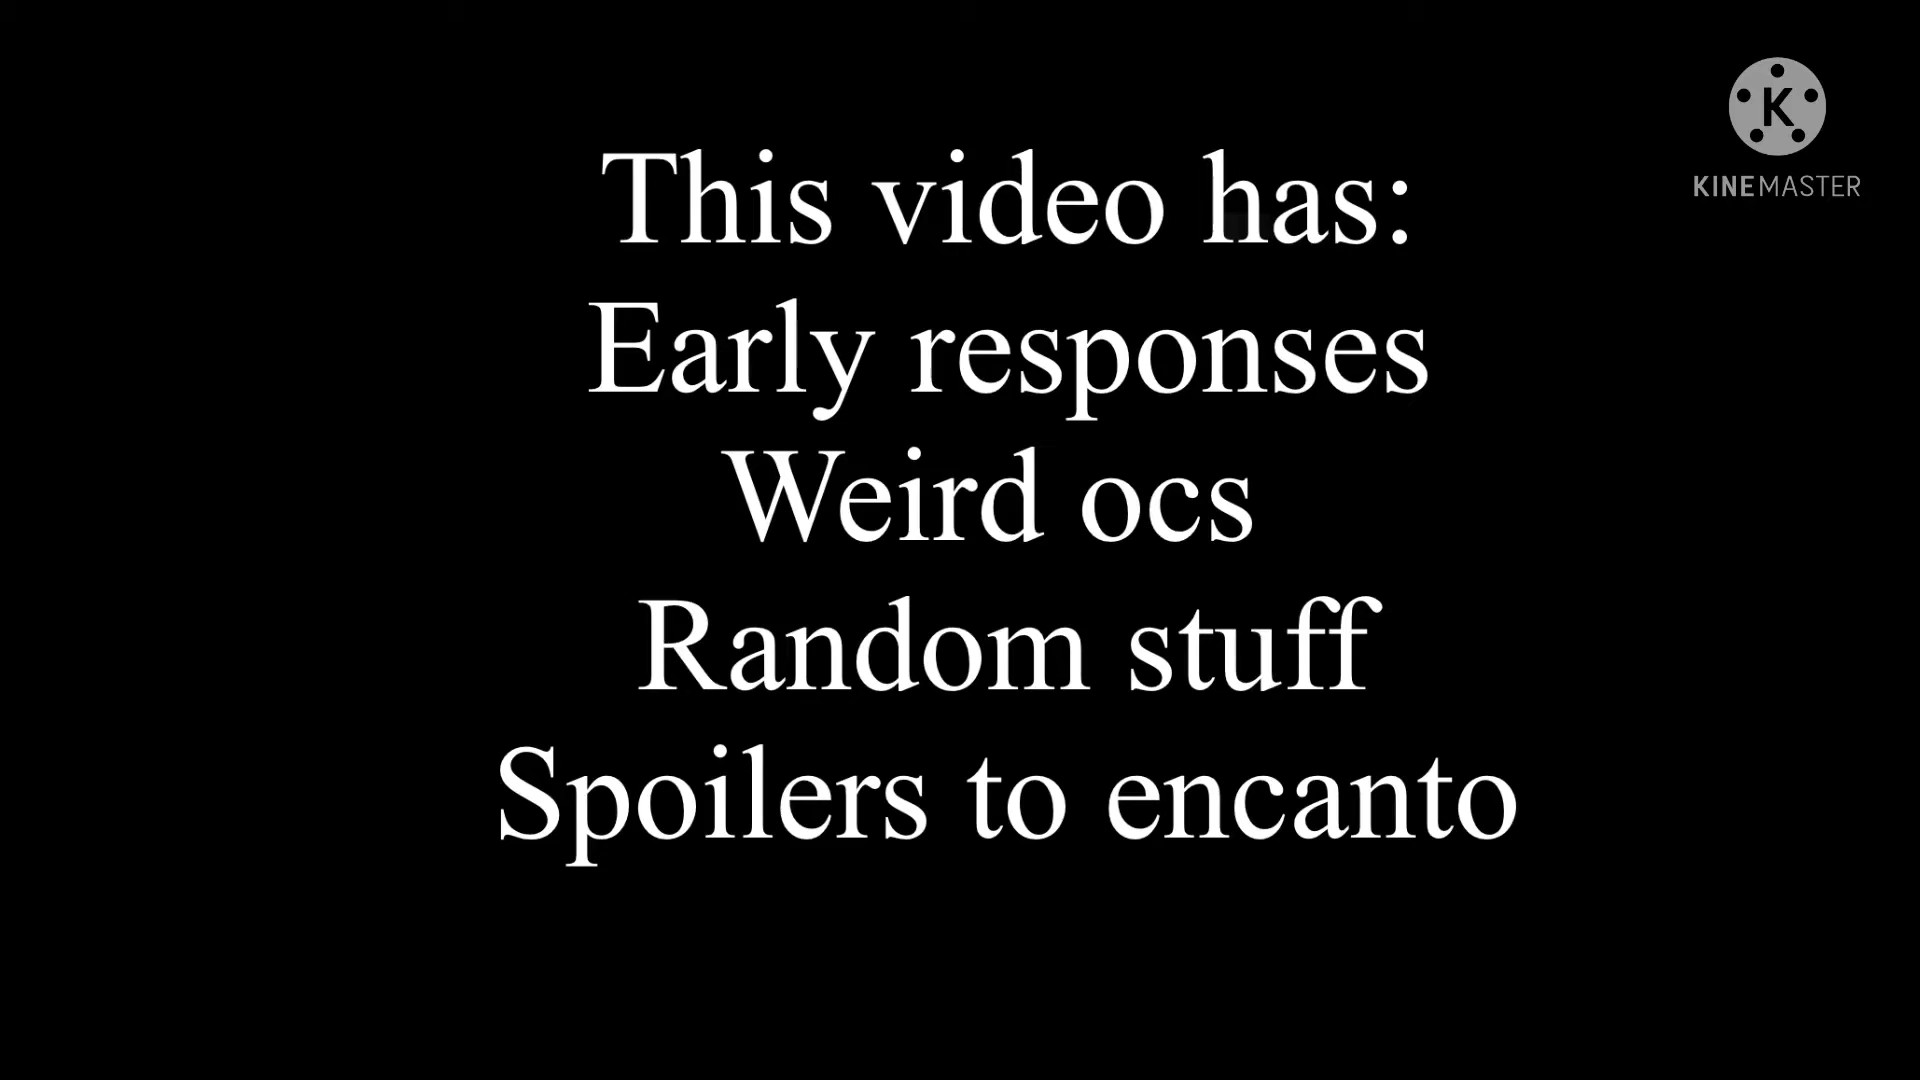 This video has:
Early responses
Weird ocs
Random stuff
Spoilers to encanto
K
KINEMASTER